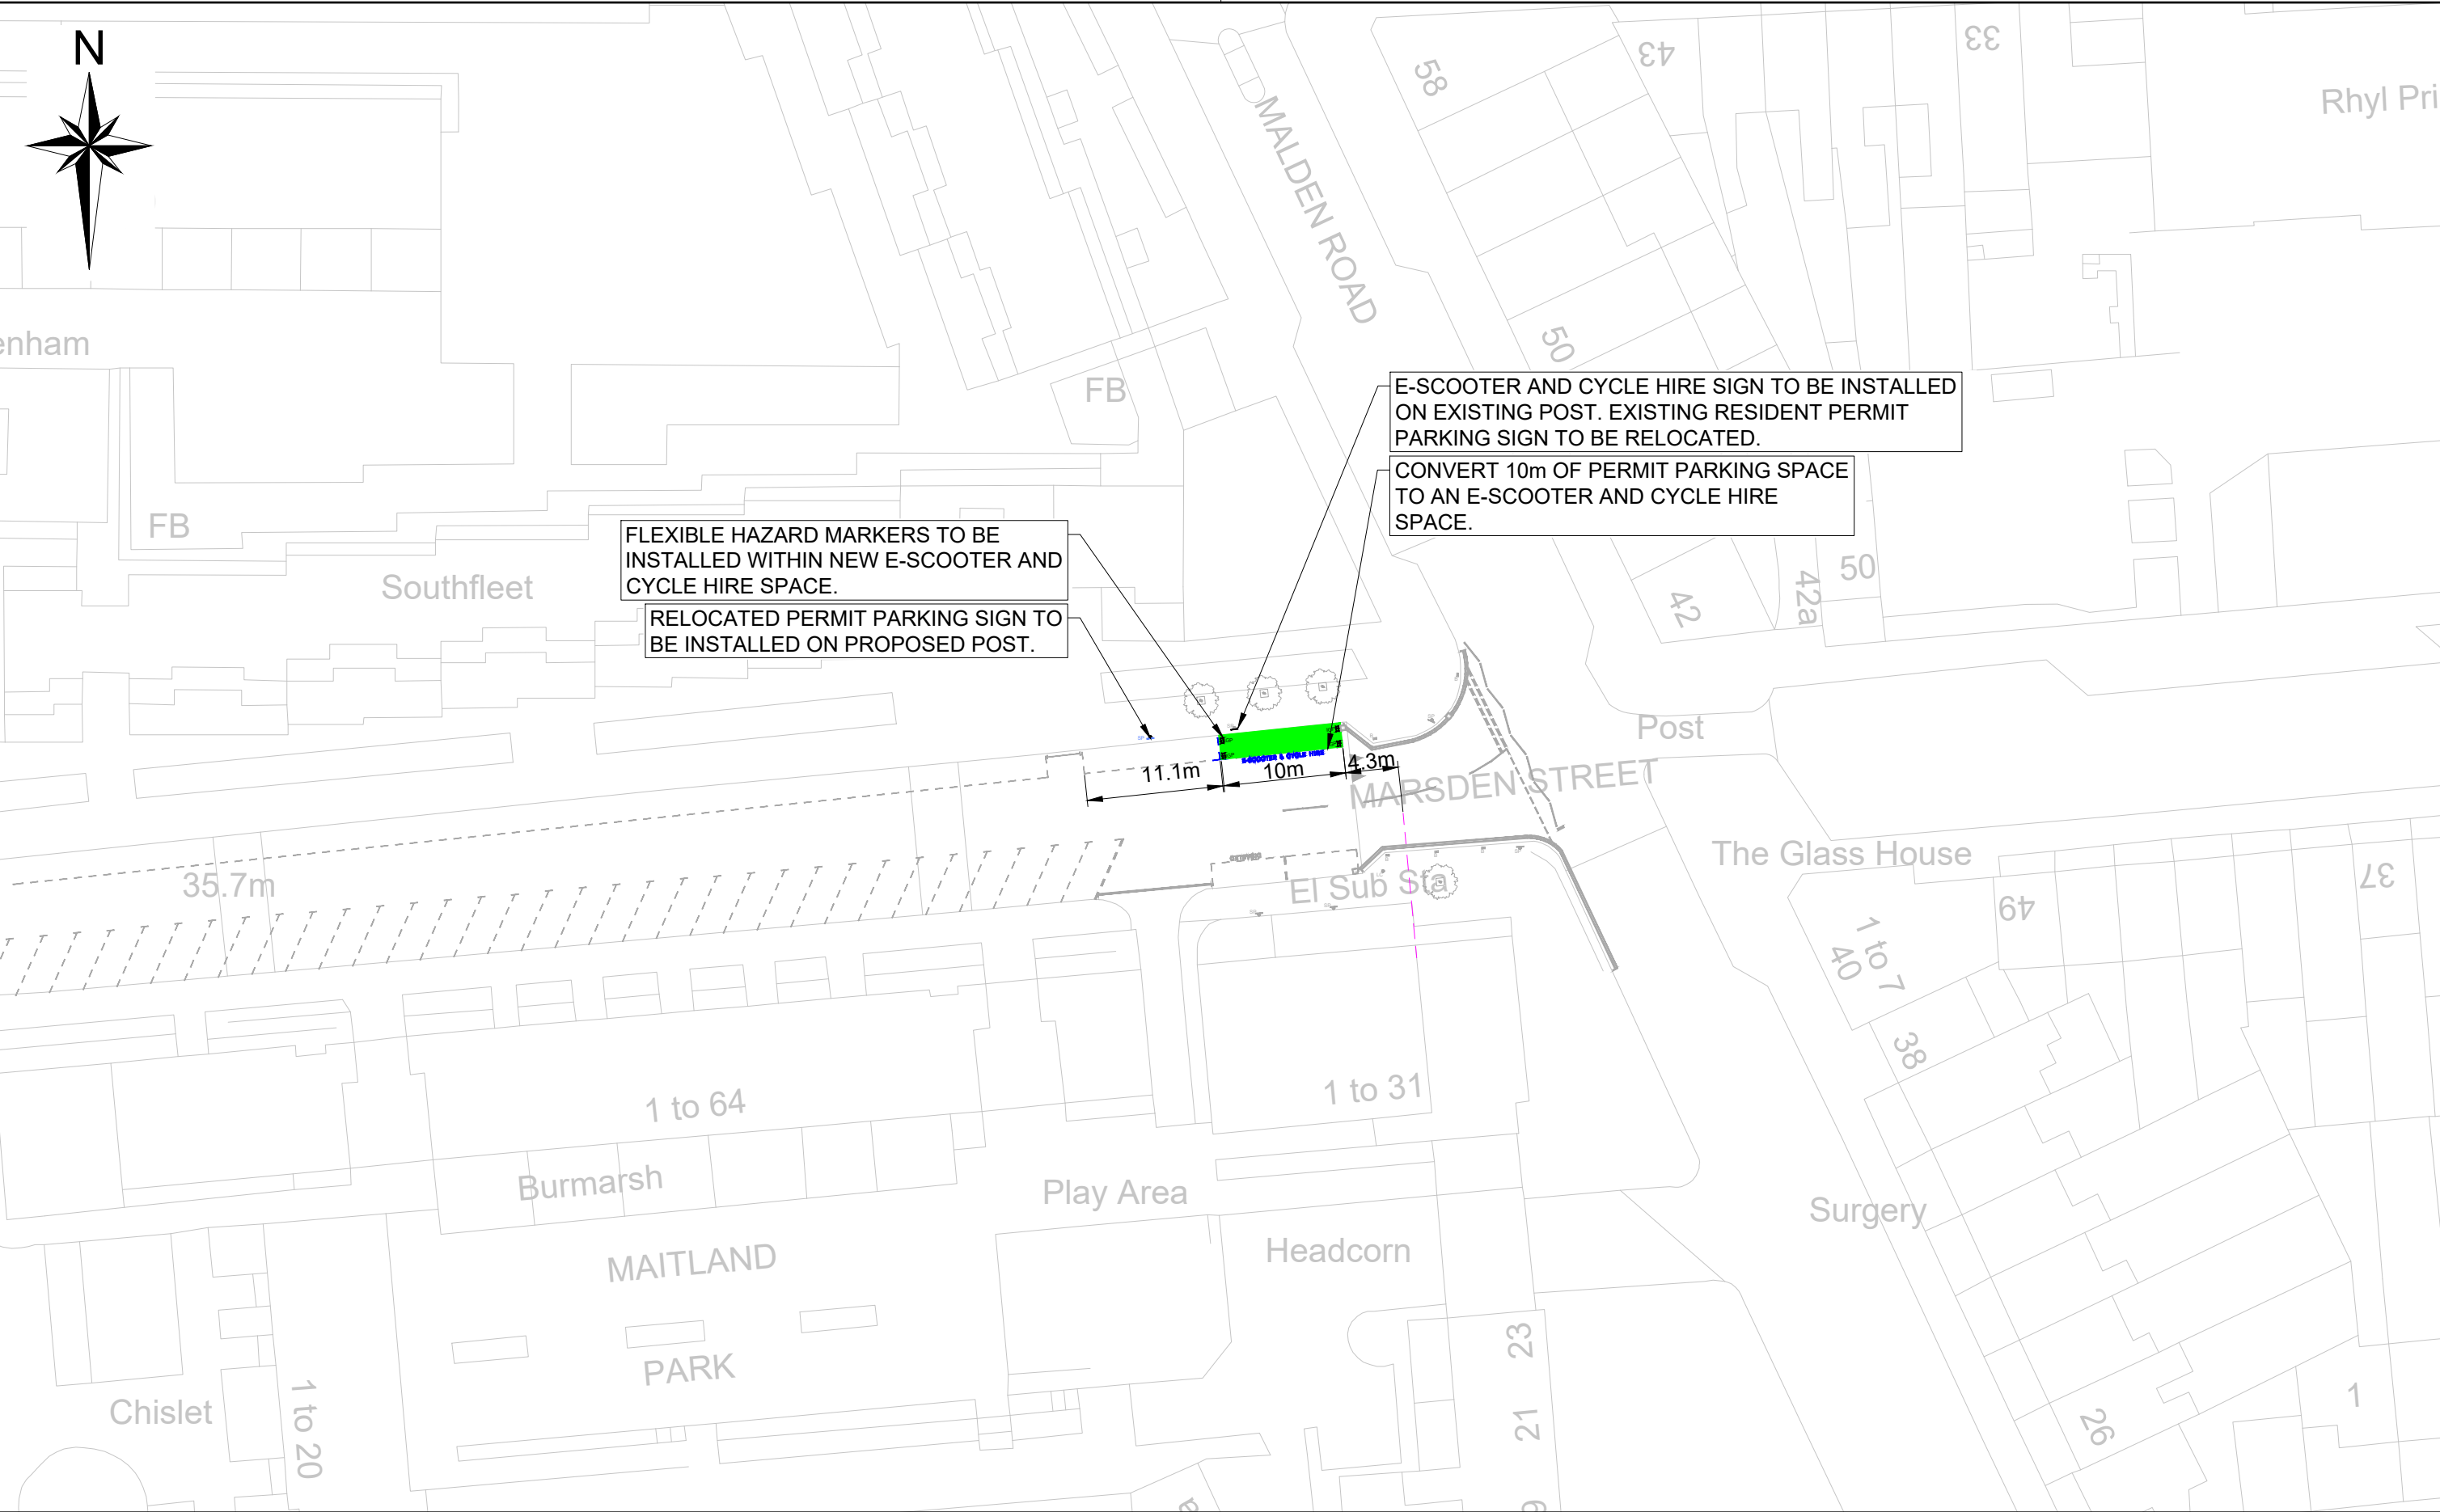 N
43
33
58
Rhyl Pri
MALDEN ROAD
enham
50
FB
E-SCOOTER AND CYCLE HIRE SIGN TO BE INSTALLED
ON EXISTING POST. EXISTING RESIDENT PERMIT
PARKING SIGN TO BE RELOCATED.
CONVERT 10m OF PERMIT PARKING SPACE
TO AN E-SCOOTER AND CYCLE HIRE
SPACE.
FB
FLEXIBLE HAZARD MARKERS TO BE
INSTALLED WITHIN NEW E-SCOOTER AND
CYCLE HIRE SPACE.
Southfleet
50
42a
42
RELOCATED PERMIT PARKING SIGN TO
BE INSTALLED ON PROPOSED POST.
Post
E-SCOOTER & CYCLE HIRE
11.1m
10m
4.3m
MARSDEN STREET
The Glass House
35.7m
El Sub Sta
37
49
1 to 7
40
38
1 to 64
1 to 31
Burmarsh
Play Area
Surgery
MAITLAND
Headcorn
23
PARK
1 to 20
Chislet
21
26
1